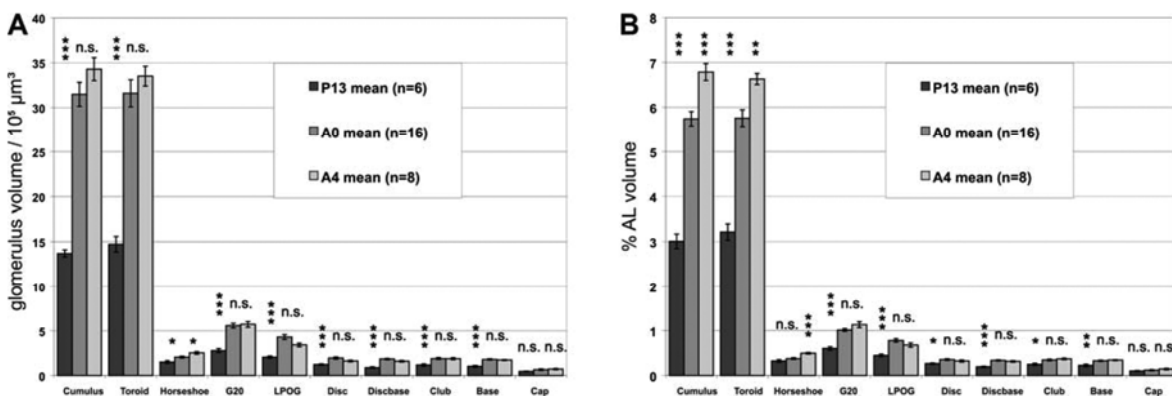 A
glomerulus volume / 10⁵ µm³
40
35
30
25
20
15
10
5
0
*** n.s. *** n.s. * * *** n.s. *** n.s. *** n.s. *** n.s. *** n.s. *** n.s. n.s. n.s.
P13 mean (n=6)
A0 mean (n=16)
A4 mean (n=8)
Cumulus Toroid Horseshoe G20 LPOG Disc Discbase Club Base Cap
B
% AL volume
8
7
6
5
4
3
2
1
0
*** *** *** ** n.s. *** *** n.s. *** n.s. * n.s. *** n.s. * n.s. ** n.s. n.s. n.s.
P13 mean (n=6)
A0 mean (n=16)
A4 mean (n=8)
Cumulus Toroid Horseshoe G20 LPOG Disc Discbase Club Base Cap